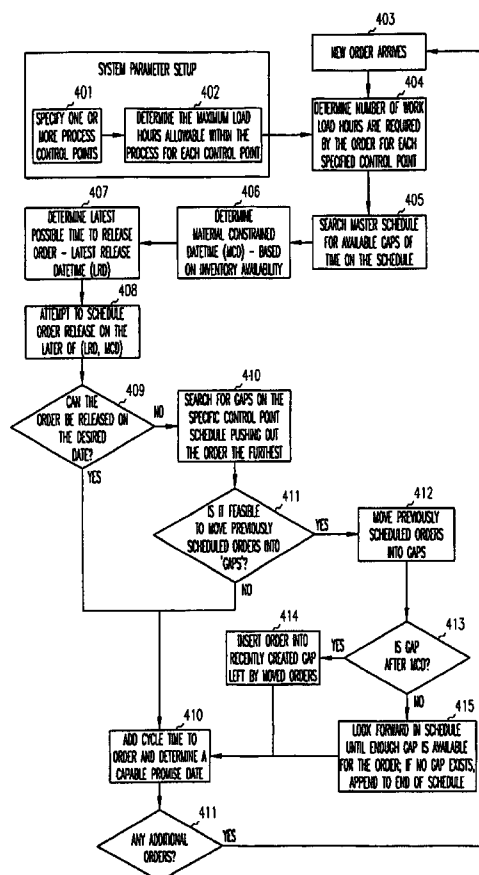 SYSTEM PARAMETER SETUP
401
SPECIFY ONE OR
MORE PROCESS
CONTROL
POINTS
402
DETERMINE THE MAXIMUM LOAD
HOURS ALLOWABLE WITHIN THE
PROCESS FOR EACH CONTROL POINT
403
NEW ORDER ARRIVES
404
DETERMINE NUMBER OF WORK
LOAD HOURS ARE REQUIRED
BY THE ORDER FOR EACH
SPECIFIED CONTROL POINT
405
SEARCH MASTER SCHEDULE
FOR AVAILABLE GAPS OF
TIME ON THE SCHEDULE
406
DETERMINE
MATERIAL CONSTRAINED
DATETIME (MCD) - BASED
ON INVENTORY AVAILABILITY
407
DETERMINE LATEST
POSSIBLE TIME TO RELEASE
ORDER - LATEST RELEASE
DATETIME (LRD)
408
ATTEMPT TO SCHEDULE
ORDER RELEASE ON THE
LATER OF (LRD, MCD)
409
CAN THE
ORDER BE RELEASED ON
THE DESIRED
DATE?
NO
YES
410
SEARCH FOR GAPS ON THE
SPECIFIC CONTROL POINT
SCHEDULE PUSHING OUT
THE ORDER THE FURTHEST
411
IS IT FEASIBLE
TO MOVE PREVIOUSLY
SCHEDULED ORDERS INTO
'GAPS'?
YES
NO
412
MOVE PREVIOUSLY
SCHEDULED ORDERS
INTO GAPS
413
IS GAP
AFTER MCD?
YES
NO
414
INSERT ORDER INTO
RECENTLY CREATED GAP
LEFT BY MOVED ORDERS
415
LOOK FORWARD IN SCHEDULE
UNTIL ENOUGH GAP IS AVAILABLE
FOR THE ORDER; IF NO GAP EXISTS,
APPEND TO END OF SCHEDULE
410
ADD CYCLE TIME TO
ORDER AND DETERMINE A
CAPABLE PROMISE DATE
411
ANY ADDITIONAL
ORDERS?
YES